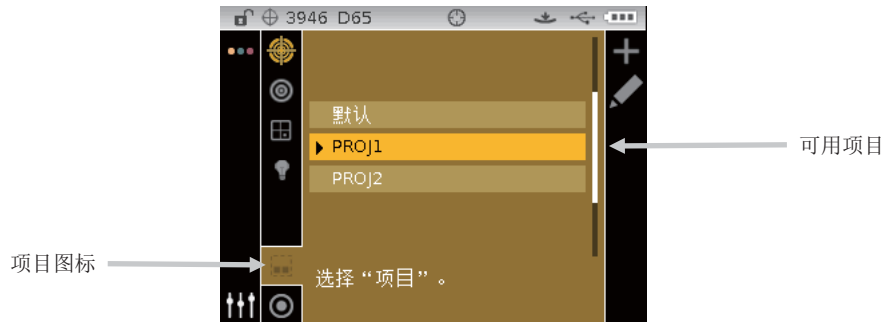 3946 D65
默认
PROJ1
PROJ2
可用项目
项目图标
选择“项目”。